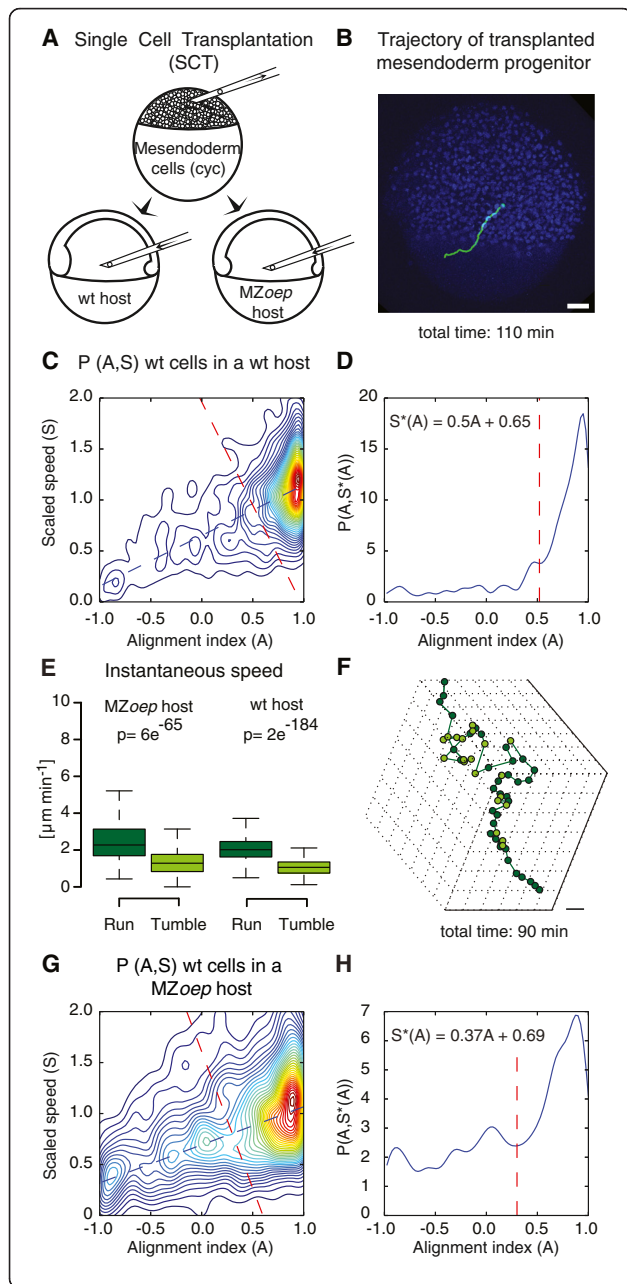 A Single Cell Transplantation
(SCT)
Mesendoderm
cells (cyc)
wt host
MZoep
host
B Trajectory of transplanted
mesendoderm progenitor
total time: 110 min
C P (A,S) wt cells in a wt host
Scaled speed (S)
2.0
1.5
1.0
0.5
0
-1.0 -0.5 0.0 0.5 1.0
Alignment index (A)
D
S*(A) = 0.5A + 0.65
P(A,S*(A))
20
15
10
5
0
-1.0 -0.5 0.0 0.5 1.0
Alignment index (A)
E Instantaneous speed
MZoep host
p= 6e-65
wt host
p= 2e-184
[µm min-1]
10
8
6
4
2
0
Run Tumble Run Tumble
F
total time: 90 min
G P (A,S) wt cells in a
MZoep host
Scaled speed (S)
2.0
1.5
1.0
0.5
0
-1.0 -0.5 0.0 0.5 1.0
Alignment index (A)
H
S*(A) = 0.37A + 0.69
P(A,S*(A))
7
6
5
4
3
2
1
0
-1.0 -0.5 0.0 0.5 1.0
Alignment index (A)